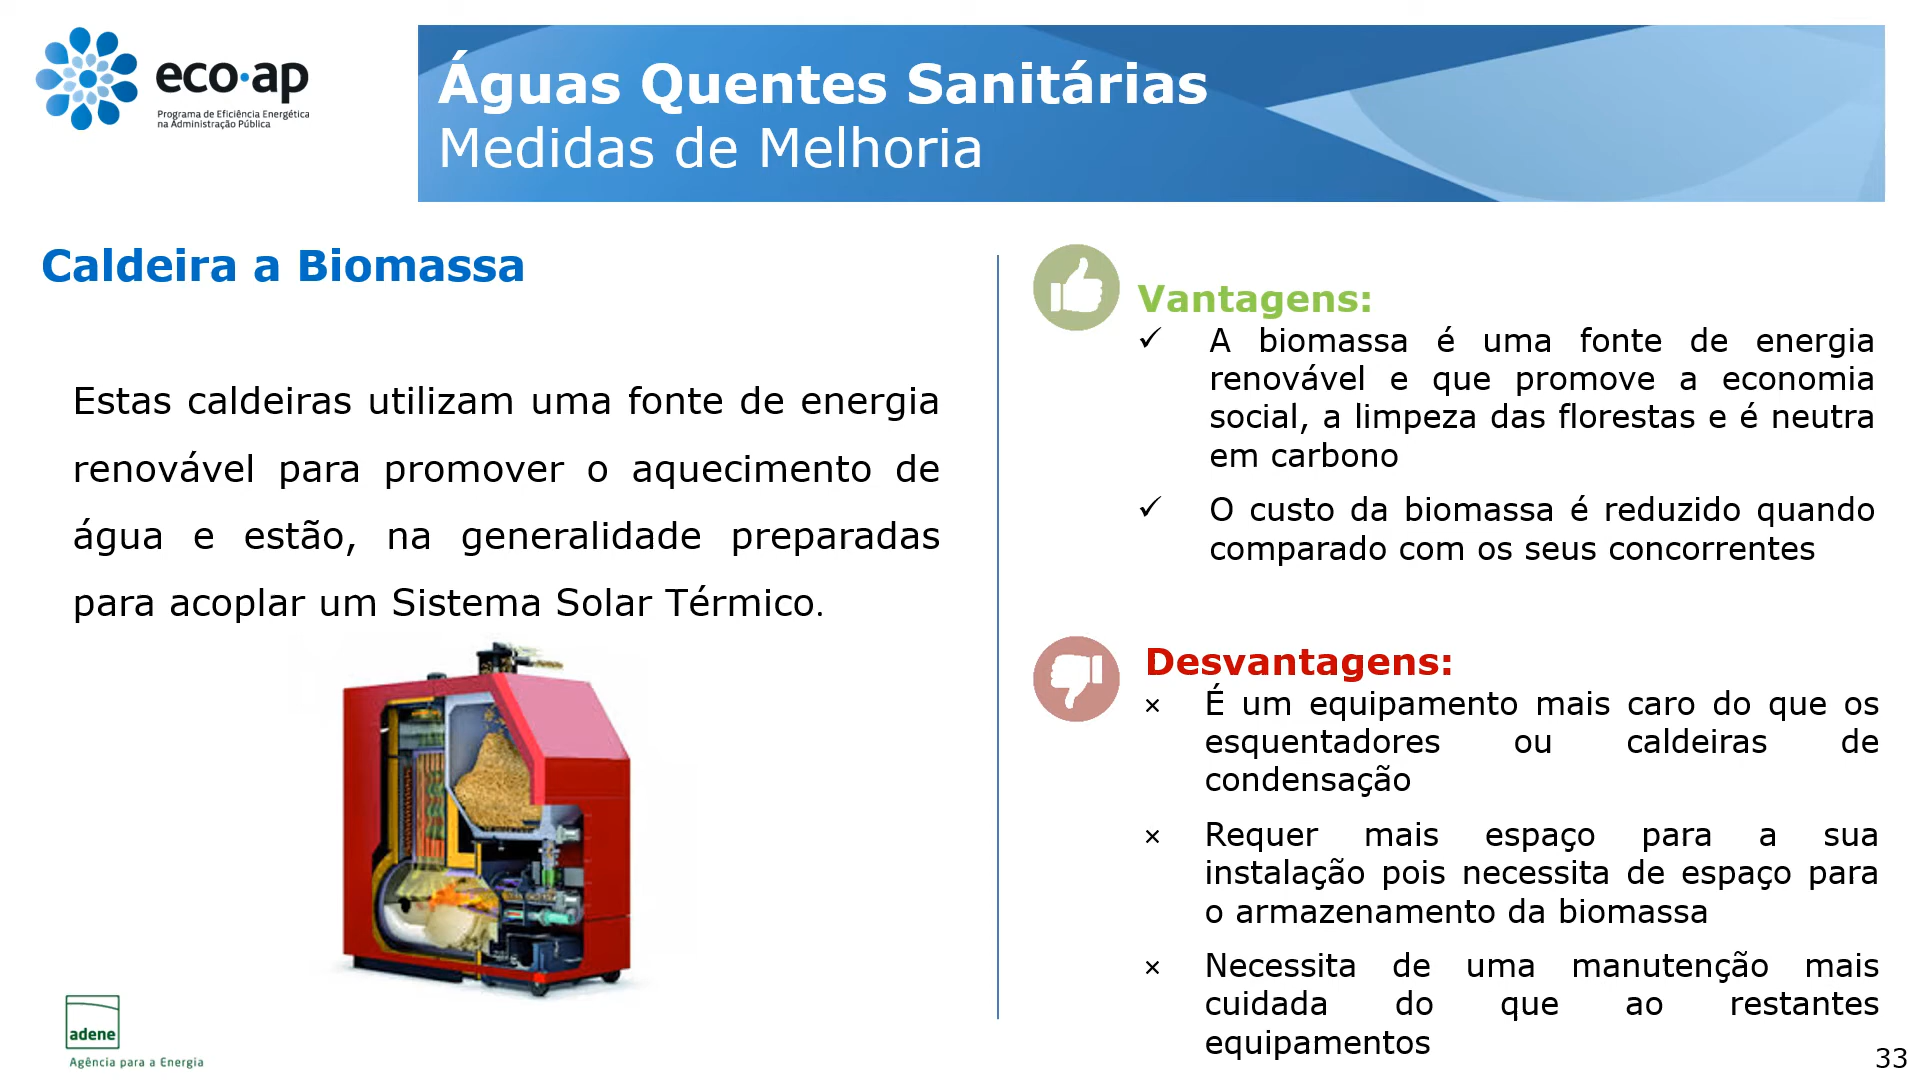 eco·ap
Programa de Eficiência Energética
na Administração Pública
Águas Quentes Sanitárias
Medidas de Melhoria
Caldeira a Biomassa
Estas caldeiras utilizam uma fonte de energia
renovável para promover o aquecimento de
água e estão, na generalidade preparadas
para acoplar um Sistema Solar Térmico.
Vantagens:
✓ A biomassa é uma fonte de energia
renovável e que promove a economia
social, a limpeza das florestas e é neutra
em carbono
✓ O custo da biomassa é reduzido quando
comparado com os seus concorrentes
Desvantagens:
× É um equipamento mais caro do que os
esquentadores ou caldeiras de
condensação
× Requer mais espaço para a sua
instalação pois necessita de espaço para
o armazenamento da biomassa
× Necessita de uma manutenção mais
cuidada do que ao restantes
equipamentos
adene
Agência para a Energia
33